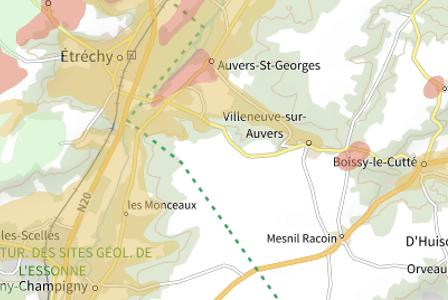 Étréchy
Auvers-St-Georges
Villeneuve-sur-
Auvers
Boissy-le-Cutté
N20
les Monceaux
les-Scelles
Mesnil Racoin
D'Huiso
TUR. DES SITES GÉOL. DE
L'ESSONNE
Orveau
ny-Champigny